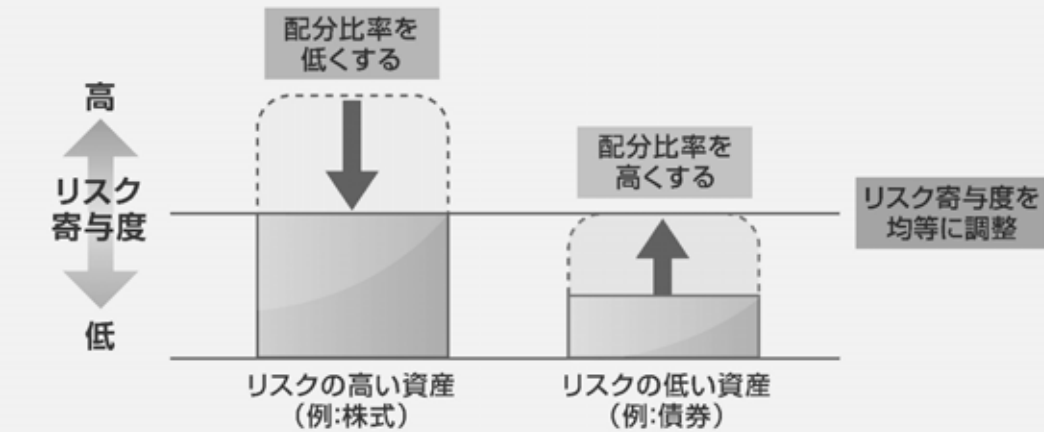 配分比率を
低くする
高
配分比率を
高くする
リスク
寄与度
リスク寄与度を
均等に調整
低
リスクの高い資産
(例:株式)
リスクの低い資産
(例:債券)